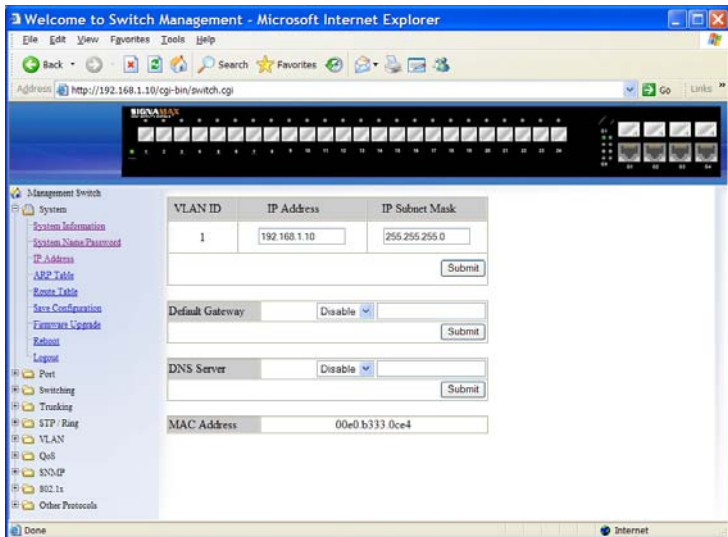 Welcome to Switch Management - Microsoft Internet Explorer
File Edit View Favorites Tools Help
Back Search Favorites
Address http://192.168.1.10/cgi-bin/switch.cgi Go Links »
SIGNAMAX
Management Switch
System
System Information
System Name/Password
IP Address
ARP Table
Route Table
Save Configuration
Firmware Upgrade
Reboot
Logout
Port
Switching
Trunking
STP / Ring
VLAN
QoS
SNMP
802.1x
Other Protocols
VLAN ID IP Address IP Subnet Mask
1 192.168.1.10 255.255.255.0
Submit
Default Gateway Disable
Submit
DNS Server Disable
Submit
MAC Address 00e0.b333.0ce4
Done Internet